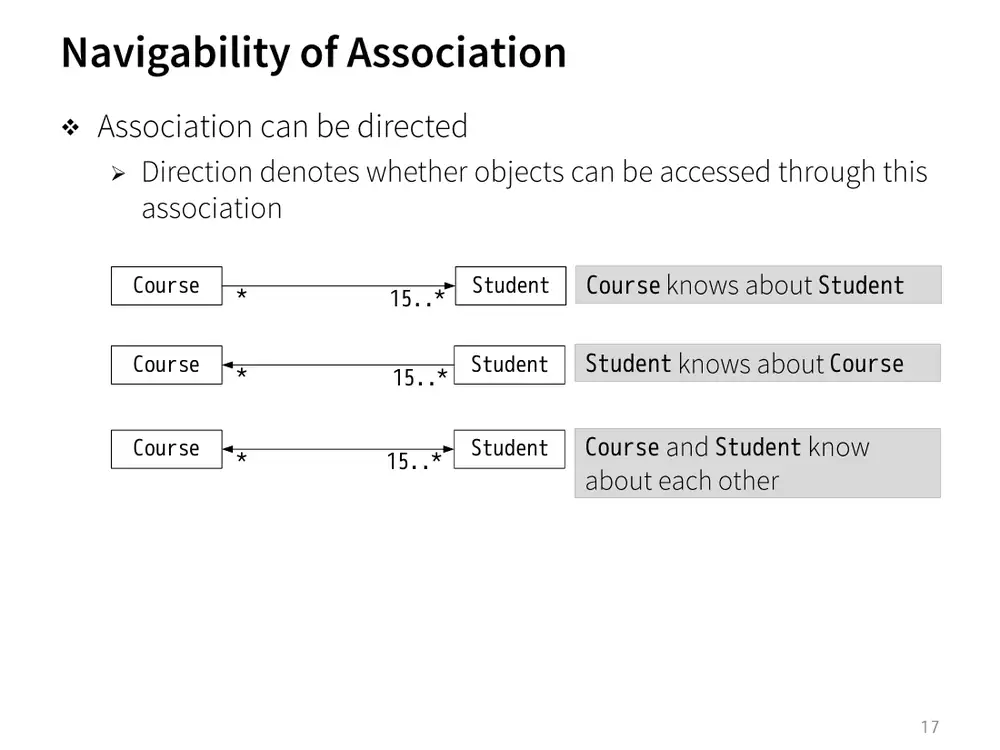 Navigability of Association
❖ Association can be directed
➢ Direction denotes whether objects can be accessed through this
association
Course * 15..* Student Course knows about Student
Course * 15..* Student Student knows about Course
Course * 15..* Student Course and Student know
about each other
17